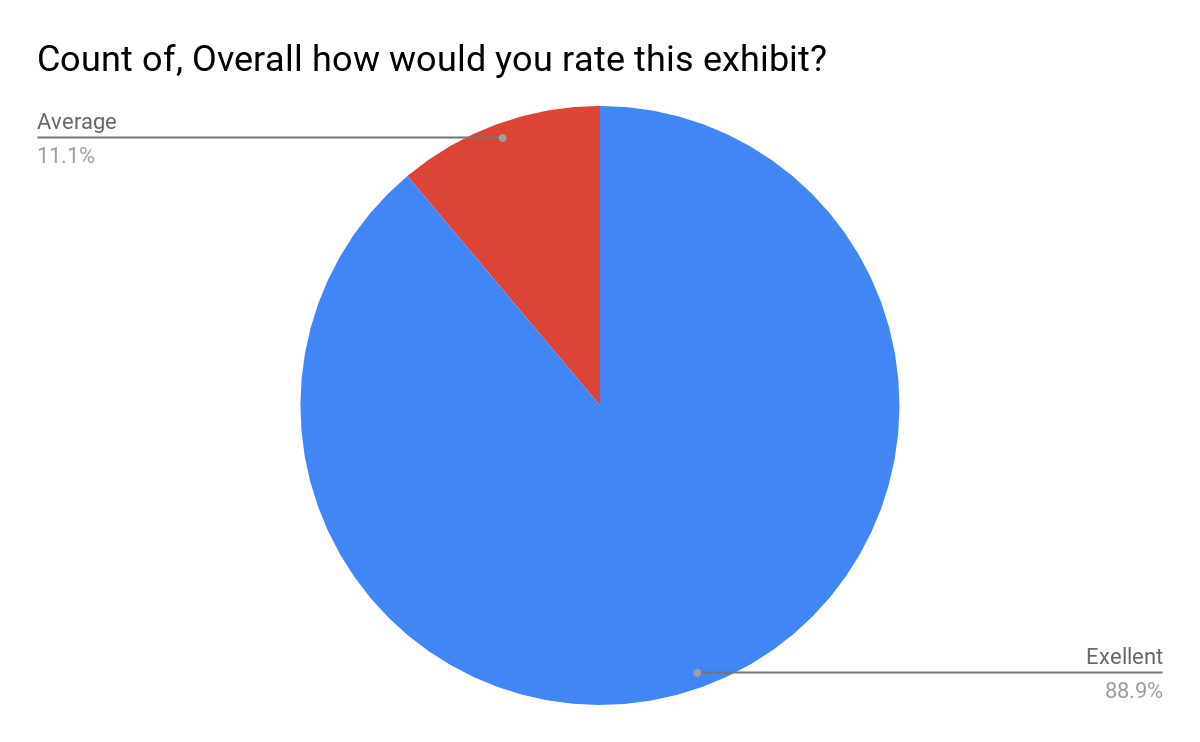 Count of, Overall how would you rate this exhibit?
Average
11.1%
Exellent
88.9%